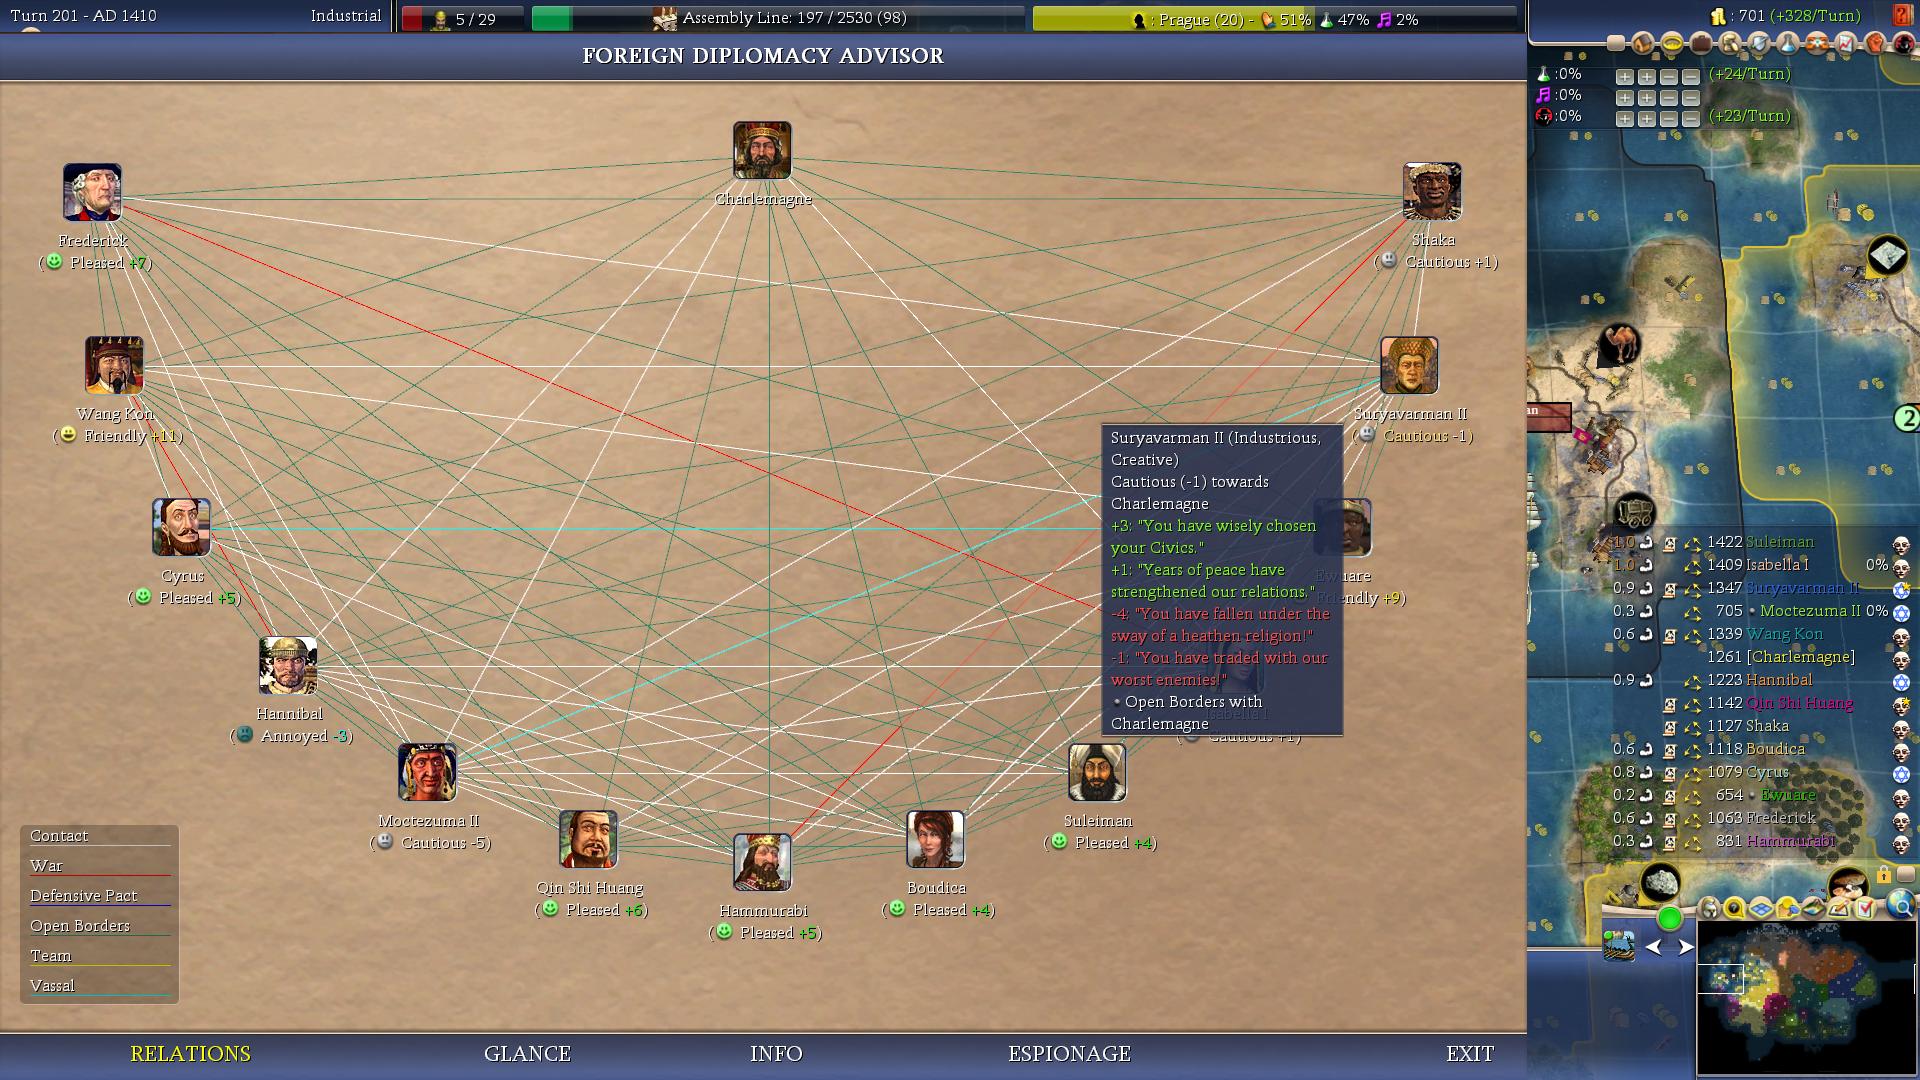 Turn 201 - AD 1410
Industrial
5 / 29
Assembly Line: 197 / 2530 (98)
: Prague (20) - 51% 47% 2%
: 701 (+328/Turn)
FOREIGN DIPLOMACY ADVISOR
:0% (+24/Turn)
:0%
:0% (+23/Turn)
Charlemagne
Frederick
( Pleased +7)
Shaka
( Cautious +1)
Wang Kon
( Friendly +11)
Suryavarman II
( Cautious -1)
Suryavarman II (Industrious,
Creative)
Cautious (-1) towards
Charlemagne
+3: "You have wisely chosen
your Civics."
+1: "Years of peace have
strengthened our relations."
-4: "You have fallen under the
sway of a heathen religion!"
-1: "You have traded with our
worst enemies!"
• Open Borders with
Charlemagne
Ewuare
Friendly +9)
Isabella I
( Cautious +1)
Cyrus
( Pleased +5)
Hannibal
( Annoyed -3)
Moctezuma II
( Cautious -5)
Qin Shi Huang
( Pleased +6)
Hammurabi
( Pleased +5)
Boudica
( Pleased +4)
Suleiman
( Pleased +4)
2
1.0 1422 Suleiman
1.0 1409 Isabella I 0%
0.9 1347 Suryavarman II
0.3 705 • Moctezuma II 0%
0.6 1339 Wang Kon
1261 [Charlemagne]
0.9 1223 Hannibal
1142 Qin Shi Huang
1127 Shaka
0.6 1118 Boudica
0.8 1079 Cyrus
0.2 654 • Ewuare
0.6 1063 Frederick
0.3 831 Hammurabi
Contact
War
Defensive Pact
Open Borders
Team
Vassal
RELATIONS
GLANCE
INFO
ESPIONAGE
EXIT